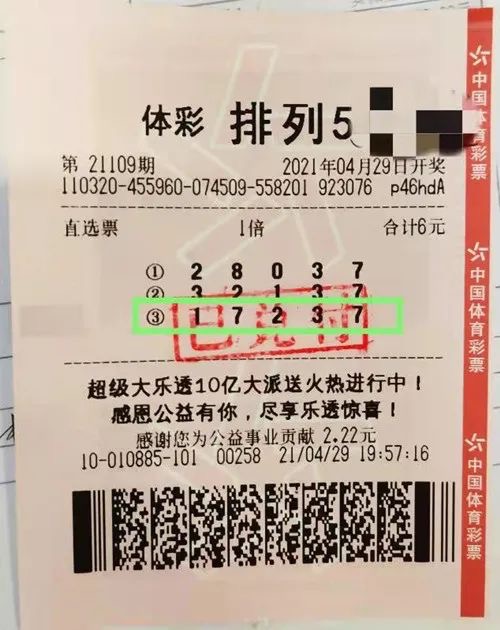 体彩 排列5
第 21109期 2021年04月29日开奖
110320-455960-074509-558201 923076 p46hdA
直选票 1倍 合计6元
① 2 8 0 3 7
② 3 2 1 3 7
③ 1 7 2 3 7
已兑付
超级大乐透10亿大派送火热进行中！
感恩公益有你，尽享乐透惊喜！
感谢您为公益事业贡献 2.22元
10-010885-101 00258 21/04/29 19:57:16
中国体育彩票
中国体育彩票
中国体育彩票